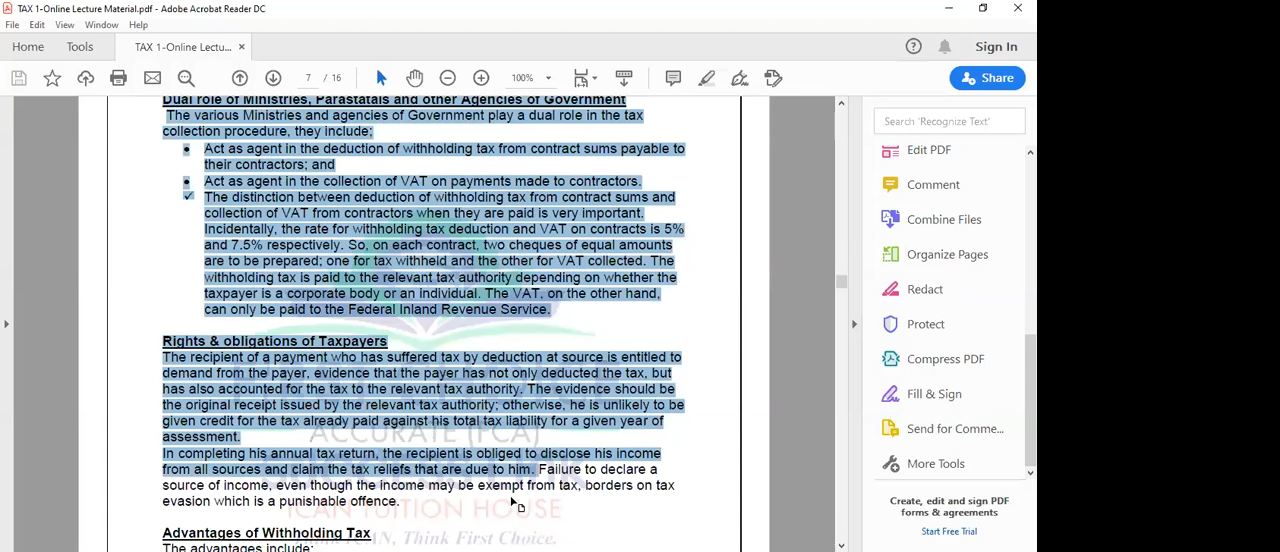 TAX 1-Online Lecture Material.pdf - Adobe Acrobat Reader DC
File Edit View Window Help
Home Tools TAX 1-Online Lectu... × Sign In
7 / 16 100% Share
Dual role of Ministries, Parastatals and other Agencies of Government
The various Ministries and agencies of Government play a dual role in the tax
collection procedure, they include;
• Act as agent in the deduction of withholding tax from contract sums payable to
their contractors; and
• Act as agent in the collection of VAT on payments made to contractors.
✓ The distinction between deduction of withholding tax from contract sums and
collection of VAT from contractors when they are paid is very important.
Incidentally, the rate for withholding tax deduction and VAT on contracts is 5%
and 7.5% respectively. So, on each contract, two cheques of equal amounts
are to be prepared; one for tax withheld and the other for VAT collected. The
withholding tax is paid to the relevant tax authority depending on whether the
taxpayer is a corporate body or an individual. The VAT, on the other hand,
can only be paid to the Federal Inland Revenue Service.
Rights & obligations of Taxpayers
The recipient of a payment who has suffered tax by deduction at source is entitled to
demand from the payer, evidence that the payer has not only deducted the tax, but
has also accounted for the tax to the relevant tax authority. The evidence should be
the original receipt issued by the relevant tax authority; otherwise, he is unlikely to be
given credit for the tax already paid against his total tax liability for a given year of
assessment.
ACCURATE (FCA)
In completing his annual tax return, the recipient is obliged to disclose his income
from all sources and claim the tax reliefs that are due to him. Failure to declare a
source of income, even though the income may be exempt from tax, borders on tax
evasion which is a punishable offence.
ICAN TUITION HOUSE
Advantages of Withholding Tax
ICAN, Think First Choice.
The advantages include:
Search 'Recognize Text'
Edit PDF
Comment
Combine Files
Organize Pages
Redact
Protect
Compress PDF
Fill & Sign
Send for Comme...
More Tools
Create, edit and sign PDF
forms & agreements
Start Free Trial